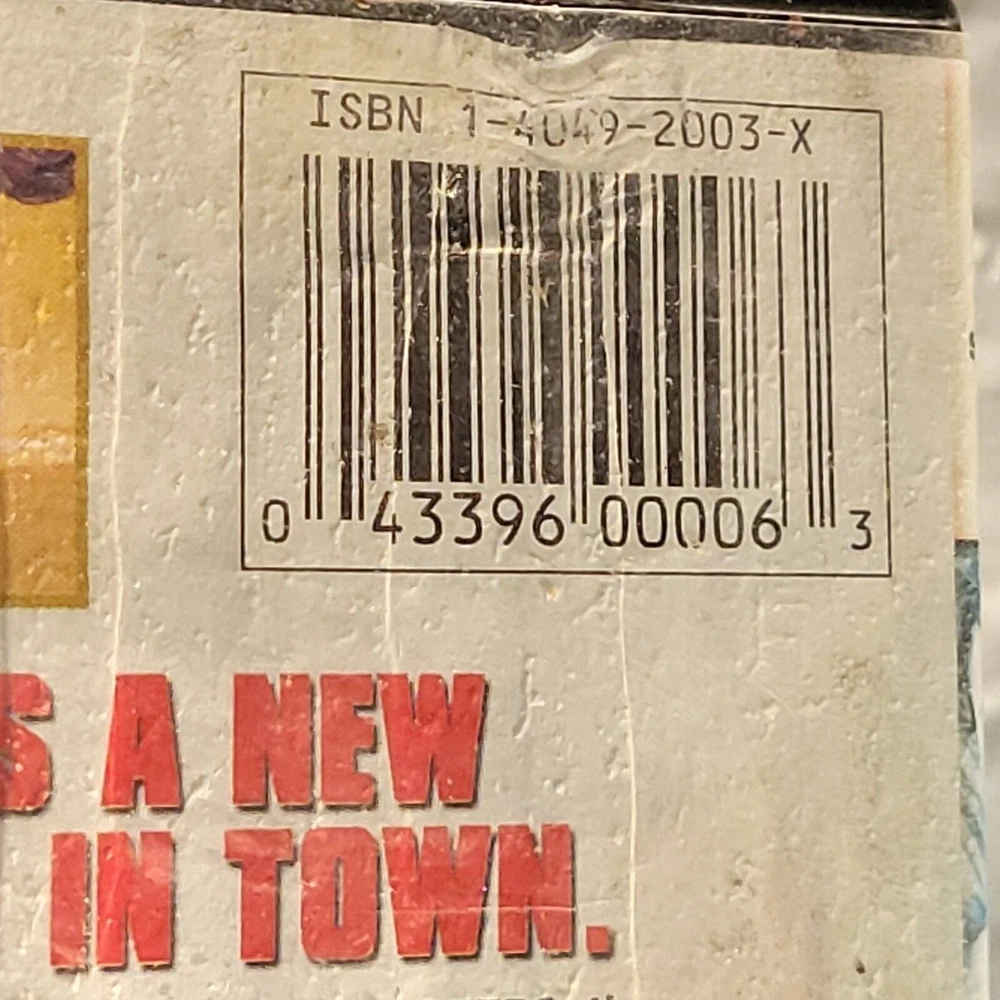 ISBN 1-4049-2003-X
0 43396 00006 3
S A NEW
IN TOWN.